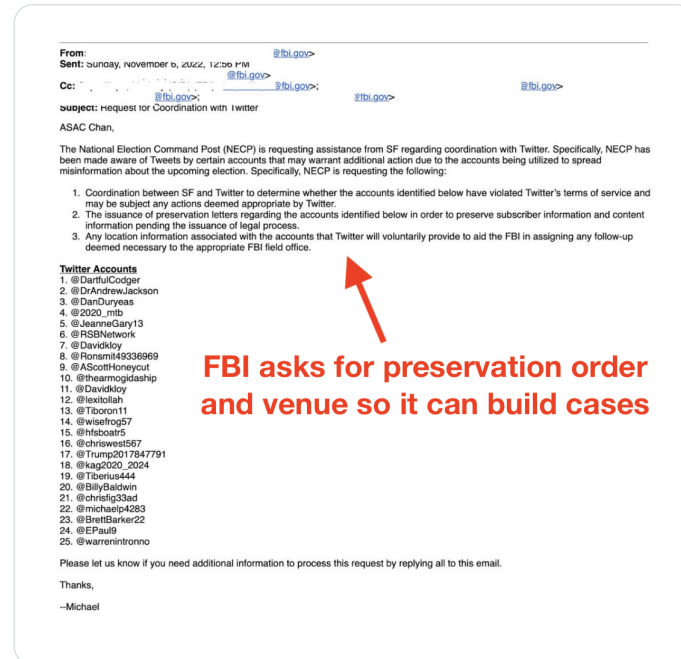 From: @fbi.gov>
Sent: Sunday, November 6, 2022, 12:56 PM
@fbi.gov>
Cc: @fbi.gov>; @fbi.gov>
@fbi.gov>; @fbi.gov>
Subject: Request for Coordination with Twitter
ASAC Chan,
The National Election Command Post (NECP) is requesting assistance from SF regarding coordination with Twitter. Specifically, NECP has
been made aware of Tweets by certain accounts that may warrant additional action due to the accounts being utilized to spread
misinformation about the upcoming election. Specifically, NECP is requesting the following:
1. Coordination between SF and Twitter to determine whether the accounts identified below have violated Twitter's terms of service and
may be subject any actions deemed appropriate by Twitter.
2. The issuance of preservation letters regarding the accounts identified below in order to preserve subscriber information and content
information pending the issuance of legal process.
3. Any location information associated with the accounts that Twitter will voluntarily provide to aid the FBI in assigning any follow-up
deemed necessary to the appropriate FBI field office.
Twitter Accounts
1. @DartfulCodger
2. @DrAndrewJackson
3. @DanDuryeas
4. @2020_mtb
5. @JeanneGary13
6. @RSBNetwork
7. @Davidkloy
8. @Ronsmit49336969
9. @AScottHoneycut
10. @thearmogidaship
11. @Davidkloy
12. @lexitollah
13. @Tiboron11
14. @wisefrog57
15. @hfsboatr5
16. @chriswest567
17. @Trump2017847791
18. @kag2020_2024
19. @Tiberius444
20. @BillyBaldwin
21. @chrisfig33ad
22. @michaelp4283
23. @BrettBarker22
24. @EPaul9
25. @warrenintronno
FBI asks for preservation order
and venue so it can build cases
Please let us know if you need additional information to process this request by replying all to this email.
Thanks,
--Michael